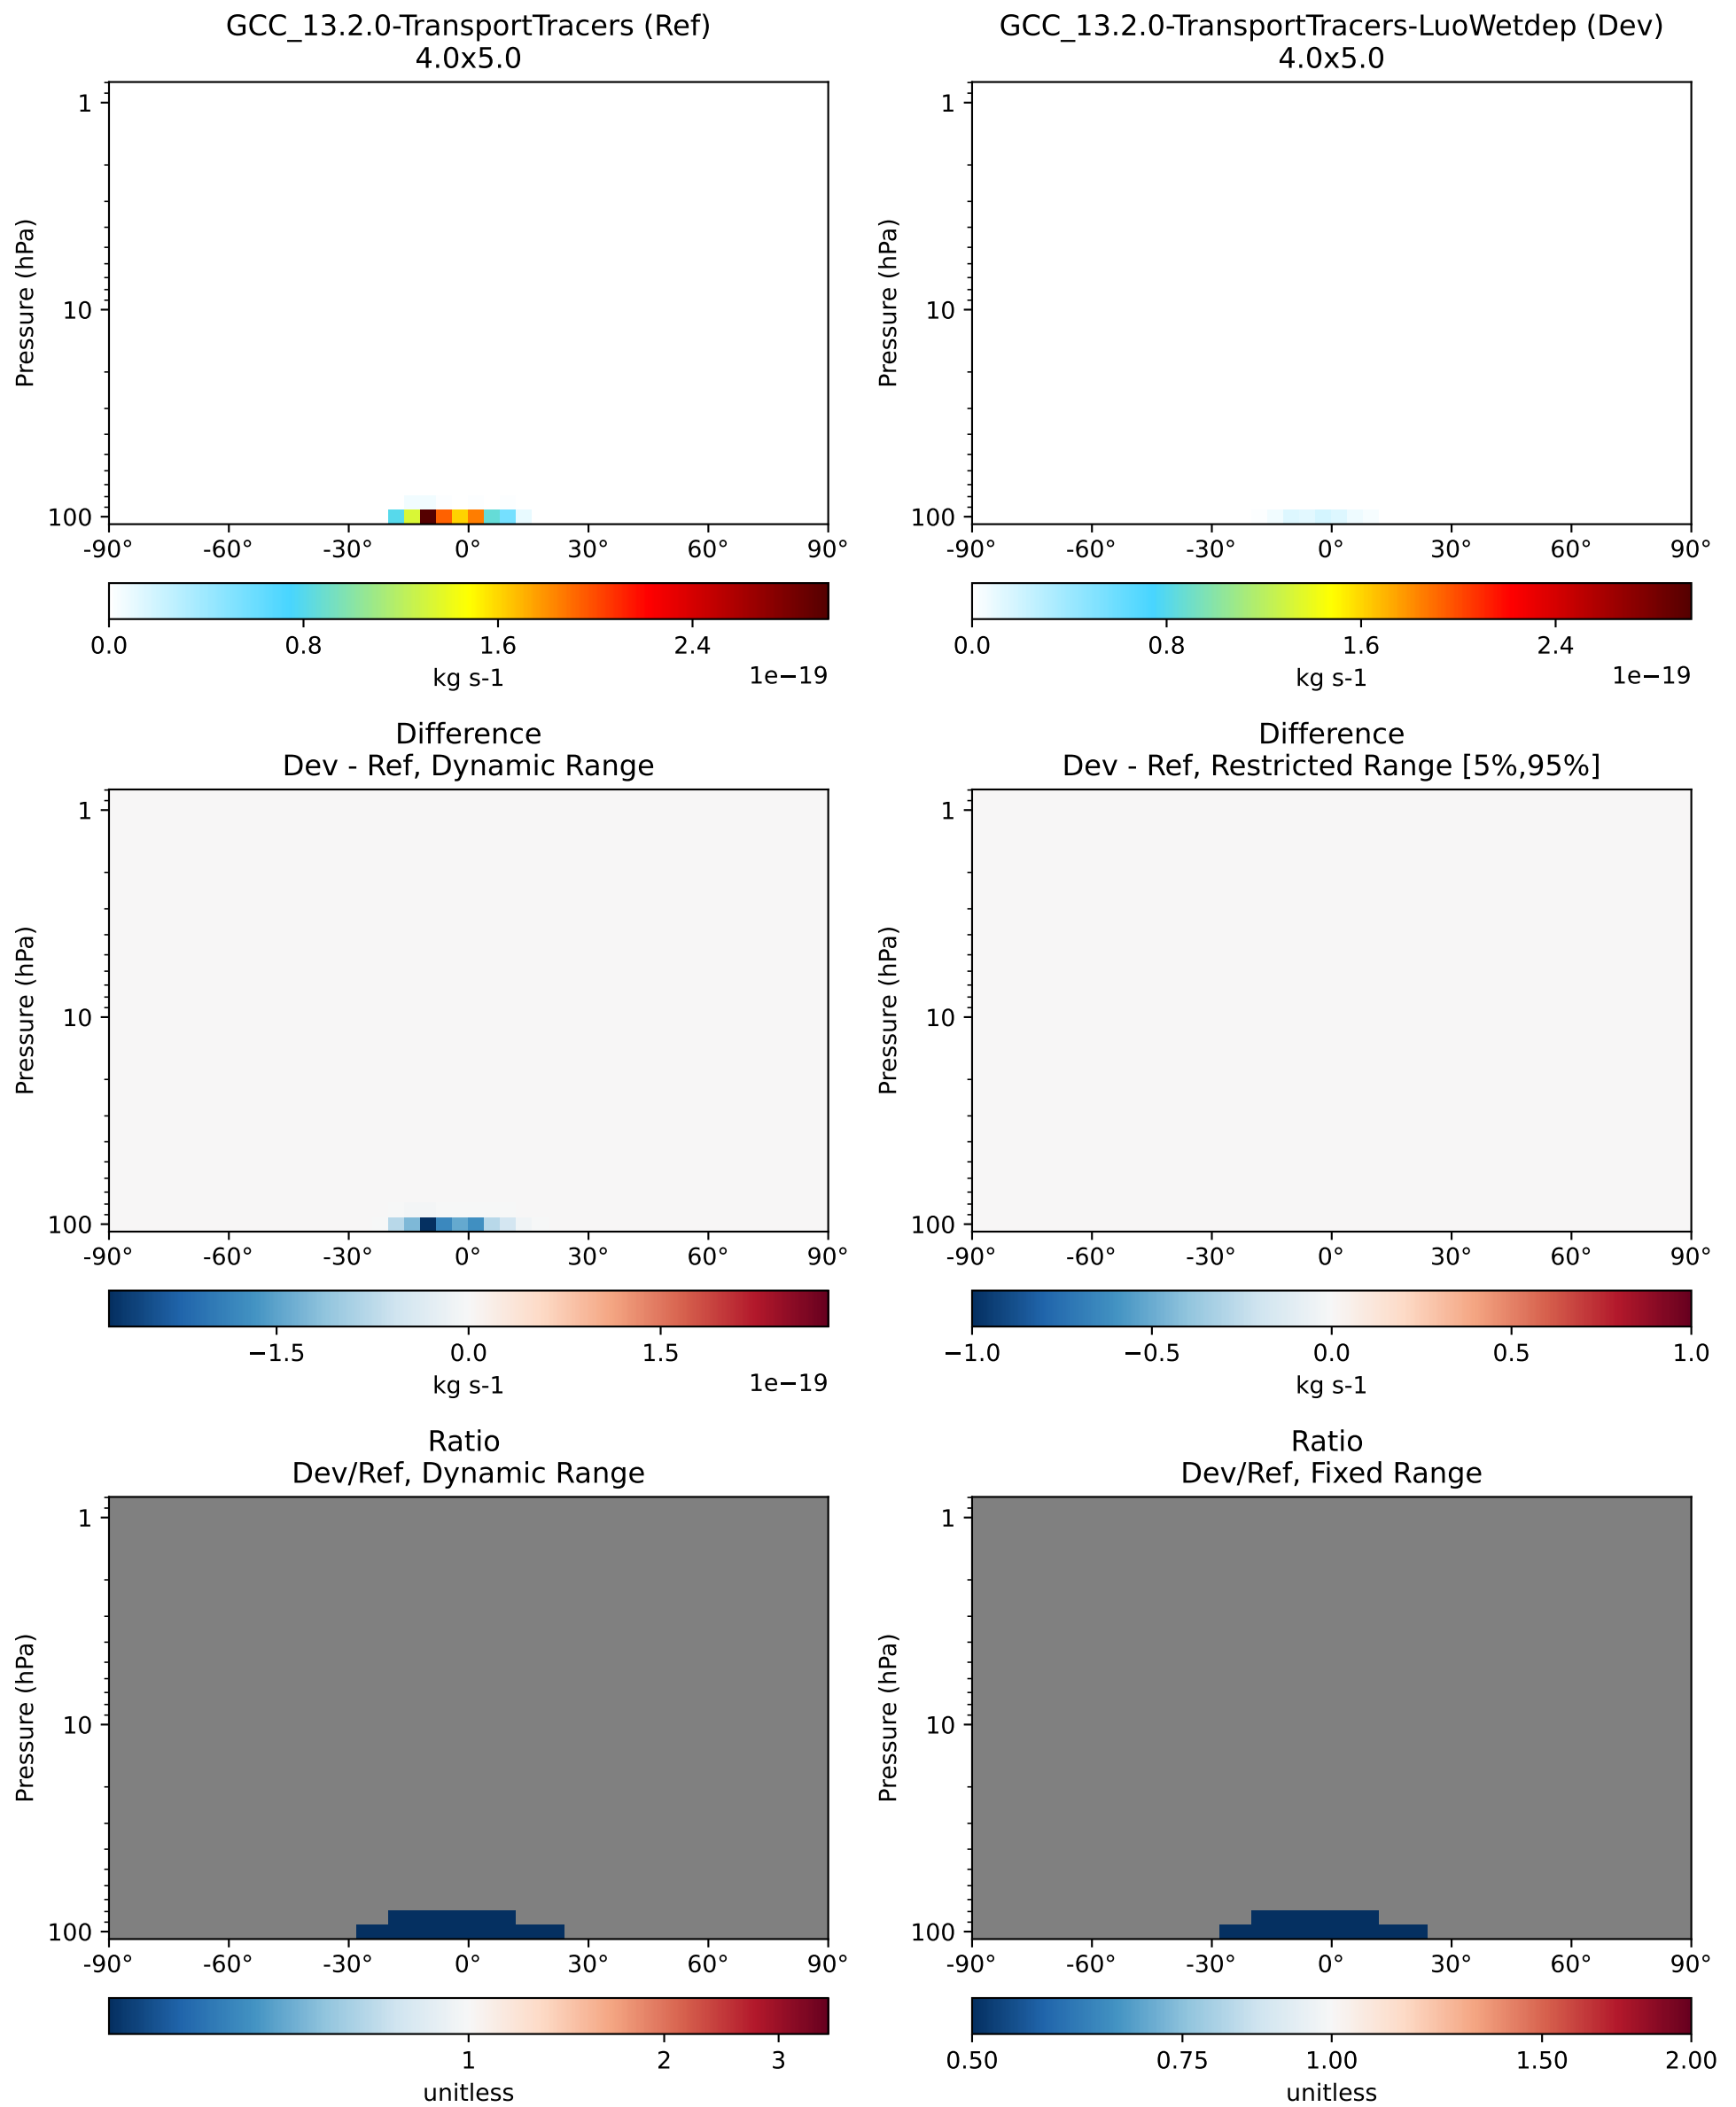 GCC_13.2.0-TransportTracers (Ref)
4.0x5.0
Pressure (hPa)
1
10
100
-90° -60° -30° 0° 30° 60° 90°
0.0 0.8 1.6 2.4
kg s-1
1e−19
GCC_13.2.0-TransportTracers-LuoWetdep (Dev)
4.0x5.0
Pressure (hPa)
1
10
100
-90° -60° -30° 0° 30° 60° 90°
0.0 0.8 1.6 2.4
kg s-1
1e−19
Difference
Dev - Ref, Dynamic Range
Pressure (hPa)
1
10
100
-90° -60° -30° 0° 30° 60° 90°
−1.5 0.0 1.5
kg s-1
1e−19
Difference
Dev - Ref, Restricted Range [5%,95%]
Pressure (hPa)
1
10
100
-90° -60° -30° 0° 30° 60° 90°
−1.0 −0.5 0.0 0.5 1.0
kg s-1
Ratio
Dev/Ref, Dynamic Range
Pressure (hPa)
1
10
100
-90° -60° -30° 0° 30° 60° 90°
1 2 3
unitless
Ratio
Dev/Ref, Fixed Range
Pressure (hPa)
1
10
100
-90° -60° -30° 0° 30° 60° 90°
0.50 0.75 1.00 1.50 2.00
unitless